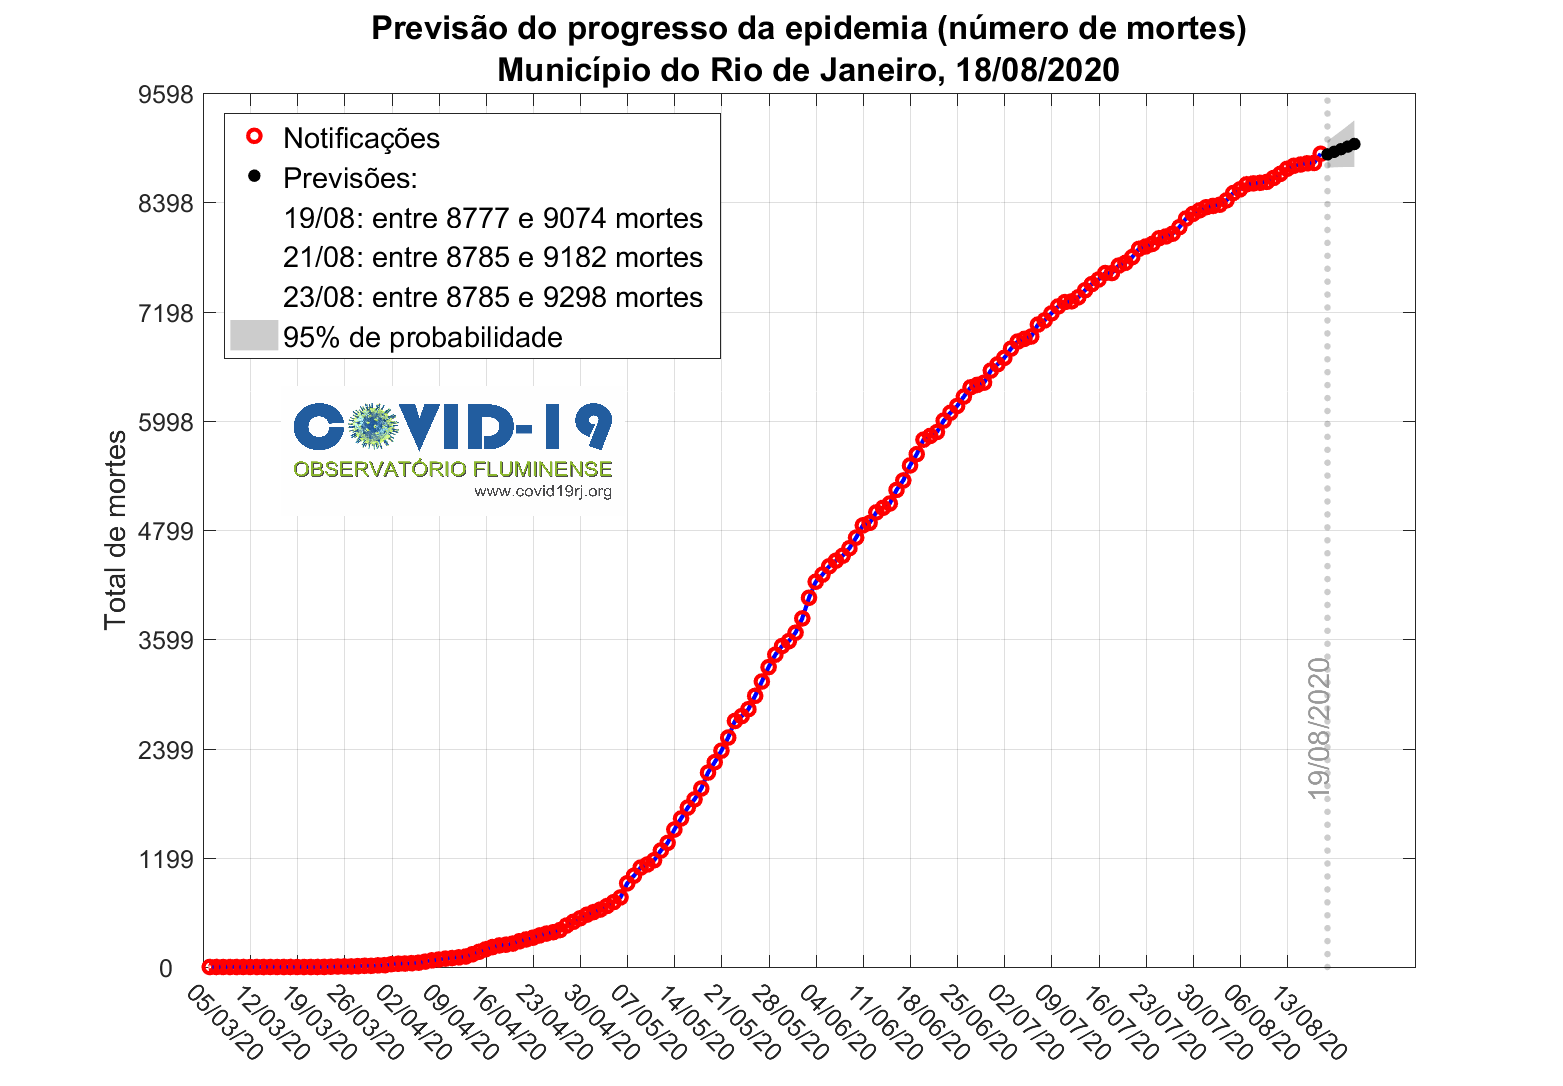 Previsão do progresso da epidemia (número de mortes)
Município do Rio de Janeiro, 18/08/2020
9598
8398
7198
5998
4799
3599
2399
1199
0
Total de mortes
Notificações
Previsões:
19/08: entre 8777 e 9074 mortes
21/08: entre 8785 e 9182 mortes
23/08: entre 8785 e 9298 mortes
95% de probabilidade
COVID-19
OBSERVATÓRIO FLUMINENSE
www.covid19rj.org
19/08/2020
05/03/20
12/03/20
19/03/20
26/03/20
02/04/20
09/04/20
16/04/20
23/04/20
30/04/20
07/05/20
14/05/20
21/05/20
28/05/20
04/06/20
11/06/20
18/06/20
25/06/20
02/07/20
09/07/20
16/07/20
23/07/20
30/07/20
06/08/20
13/08/20